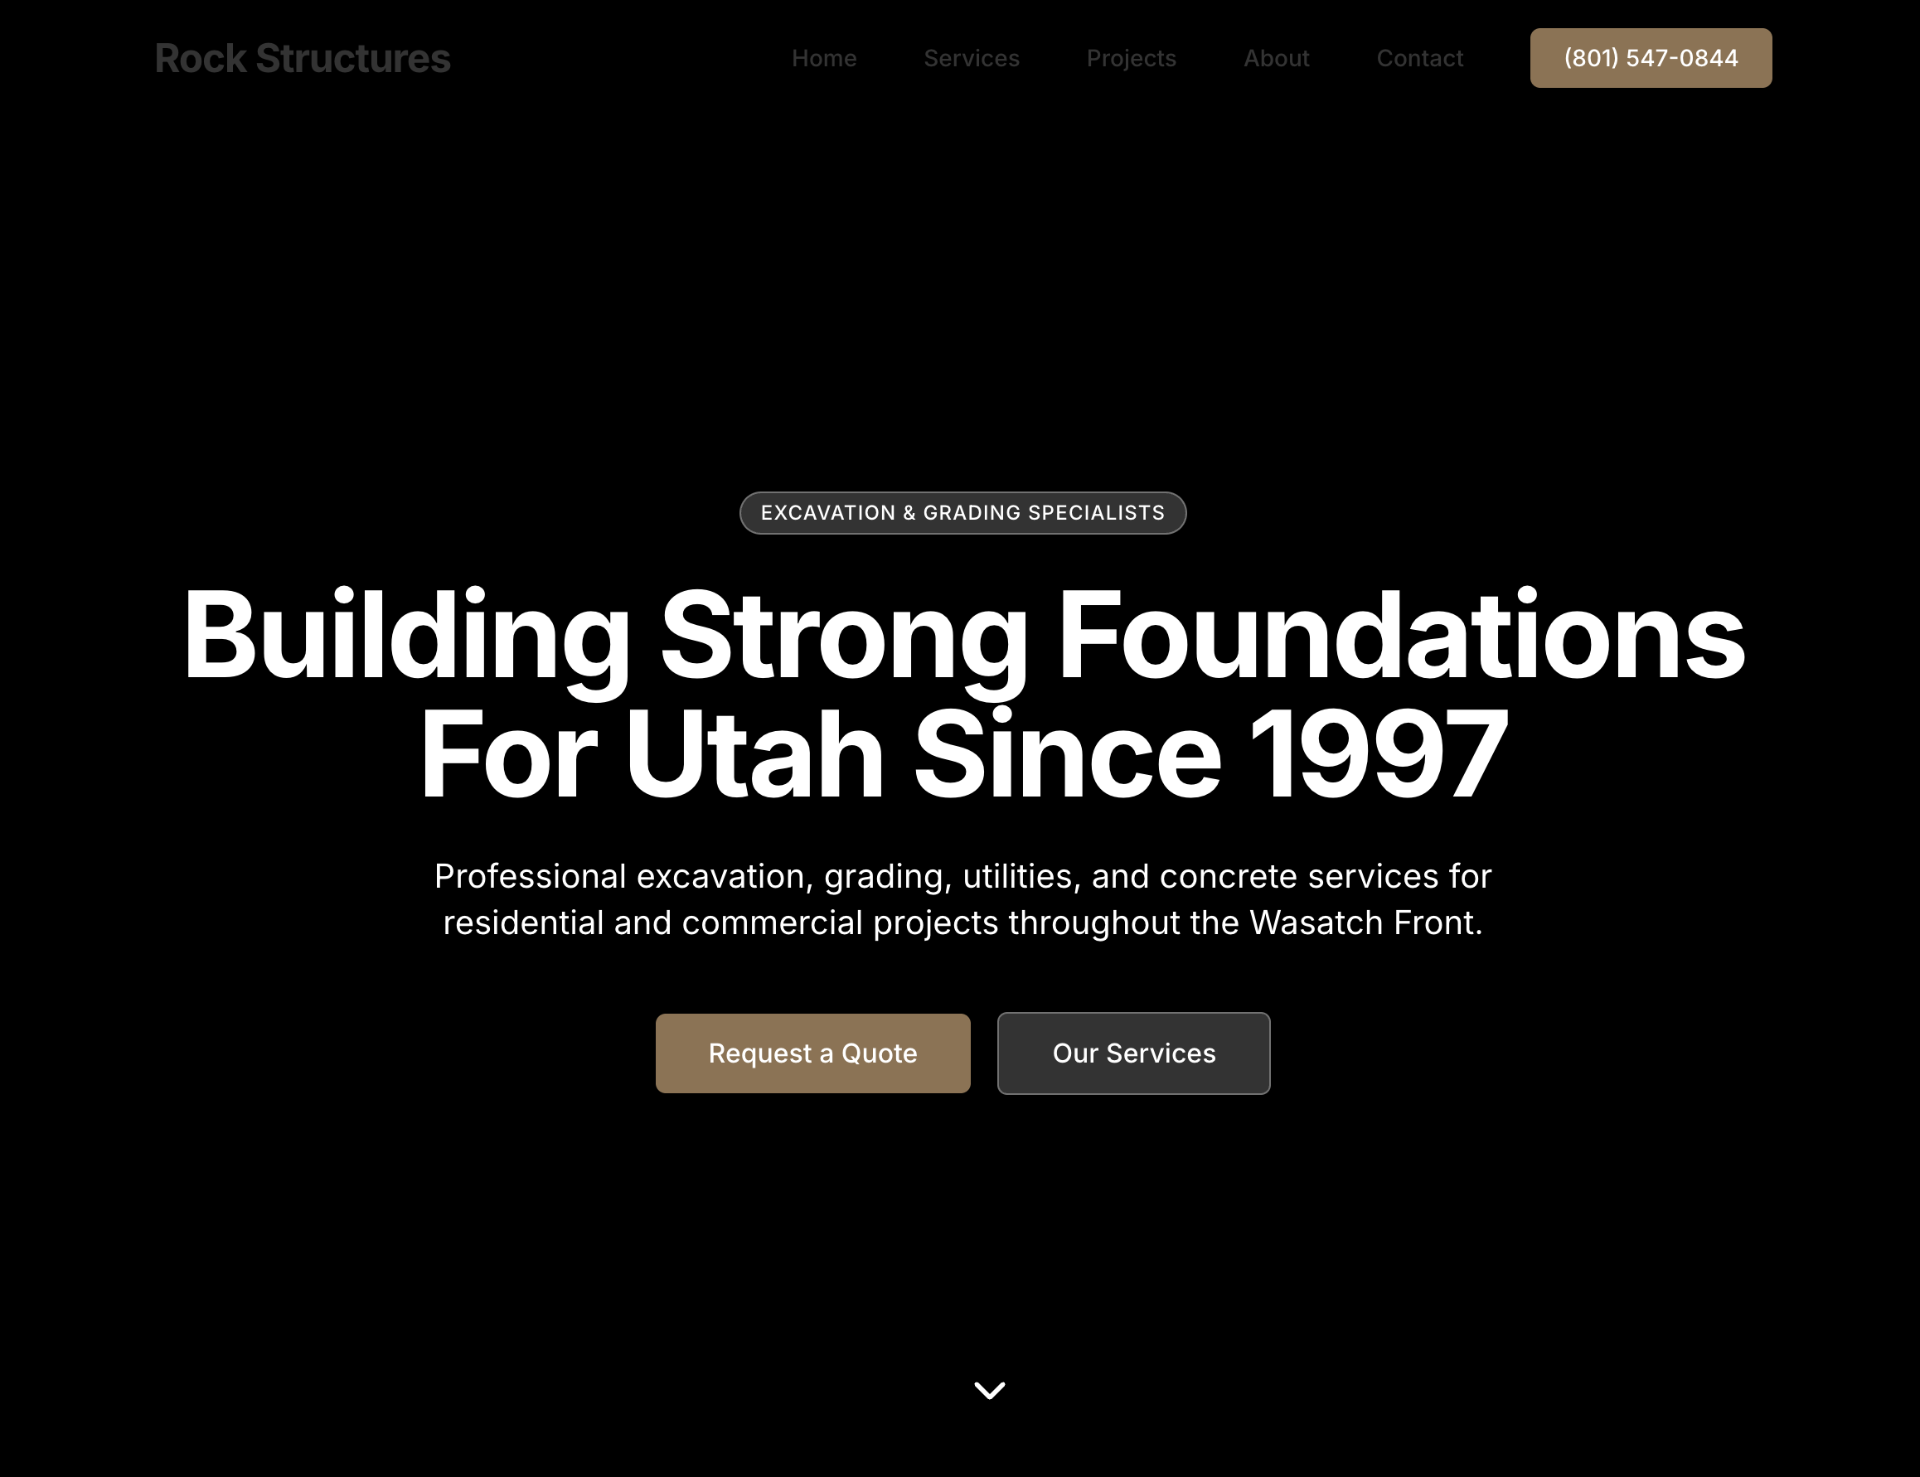 Rock Structures
Home
Services
Projects
About
Contact
(801) 547-0844
EXCAVATION & GRADING SPECIALISTS
Building Strong Foundations
For Utah Since 1997
Professional excavation, grading, utilities, and concrete services for
residential and commercial projects throughout the Wasatch Front.
Request a Quote
Our Services